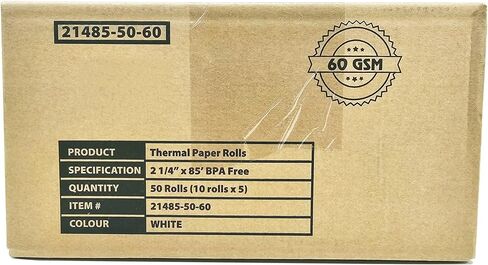 21485-50-60
60 GSM
PRODUCT Thermal Paper Rolls
SPECIFICATION 2 1/4” x 85’ BPA Free
QUANTITY 50 Rolls (10 rolls x 5)
ITEM # 21485-50-60
COLOUR WHITE